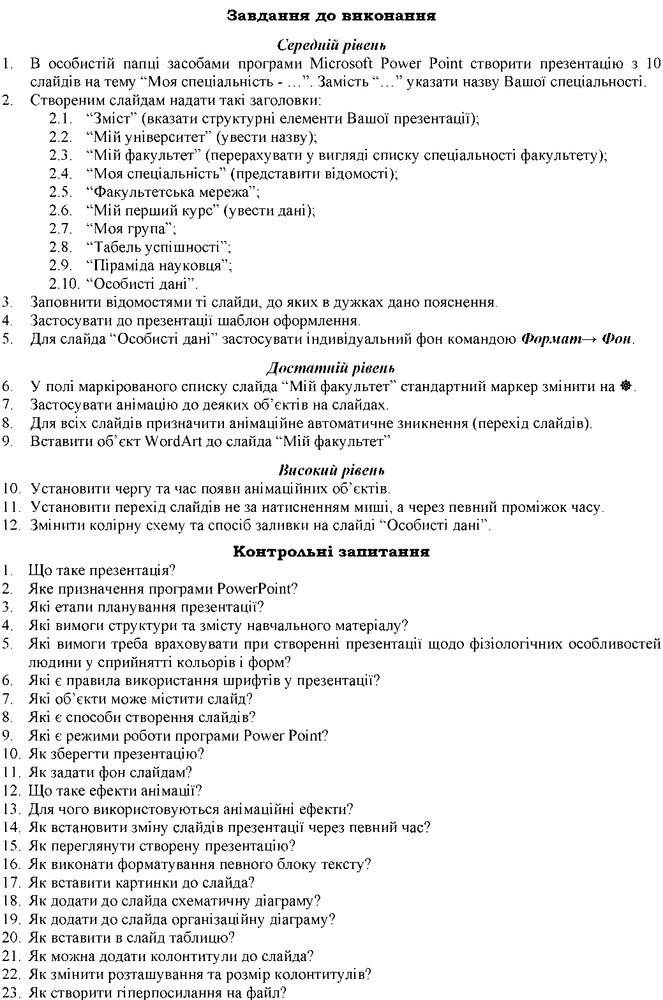 Завдання до виконання
Середній рівень
1. В особистій папці засобами програми Microsoft Power Point створити презентацію з 10
слайдів на тему “Моя спеціальність - …”. Замість “…” указати назву Вашої спеціальності.
2. Створеним слайдам надати такі заголовки:
2.1. “Зміст” (вказати структурні елементи Вашої презентації);
2.2. “Мій університет” (увести назву);
2.3. “Мій факультет” (перерахувати у вигляді списку спеціальності факультету);
2.4. “Моя спеціальність” (представити відомості);
2.5. “Факультетська мережа”;
2.6. “Мій перший курс” (увести дані);
2.7. “Моя група”;
2.8. “Табель успішності”;
2.9. “Піраміда науковця”;
2.10. “Особисті дані”.
3. Заповнити відомостями ті слайди, до яких в дужках дано пояснення.
4. Застосувати до презентації шаблон оформлення.
5. Для слайда “Особисті дані” застосувати індивідуальний фон командою Формат→ Фон.
Достатній рівень
6. У полі маркірованого списку слайда “Мій факультет” стандартний маркер змінити на ☸.
7. Застосувати анімацію до деяких об’єктів на слайдах.
8. Для всіх слайдів призначити анімаційне автоматичне зникнення (перехід слайдів).
9. Вставити об’єкт WordArt до слайда “Мій факультет”
Високий рівень
10. Установити чергу та час появи анімаційних об’єктів.
11. Установити перехід слайдів не за натисненням миші, а через певний проміжок часу.
12. Змінити колірну схему та спосіб заливки на слайді “Особисті дані”.
Контрольні запитання
1. Що таке презентація?
2. Яке призначення програми PowerPoint?
3. Які етапи планування презентації?
4. Які вимоги структури та змісту навчального матеріалу?
5. Які вимоги треба враховувати при створенні презентації щодо фізіологічних особливостей
людини у сприйнятті кольорів і форм?
6. Які є правила використання шрифтів у презентації?
7. Які об’єкти може містити слайд?
8. Які є способи створення слайдів?
9. Які є режими роботи програми Power Point?
10. Як зберегти презентацію?
11. Як задати фон слайдам?
12. Що таке ефекти анімації?
13. Для чого використовуються анімаційні ефекти?
14. Як встановити зміну слайдів презентації через певний час?
15. Як переглянути створену презентацію?
16. Як виконати форматування певного блоку тексту?
17. Як вставити картинки до слайда?
18. Як додати до слайда схематичну діаграму?
19. Як додати до слайда організаційну діаграму?
20. Як вставити в слайд таблицю?
21. Як можна додати колонтитули до слайда?
22. Як змінити розташування та розмір колонтитулів?
23. Як створити гіперпосилання на файл?